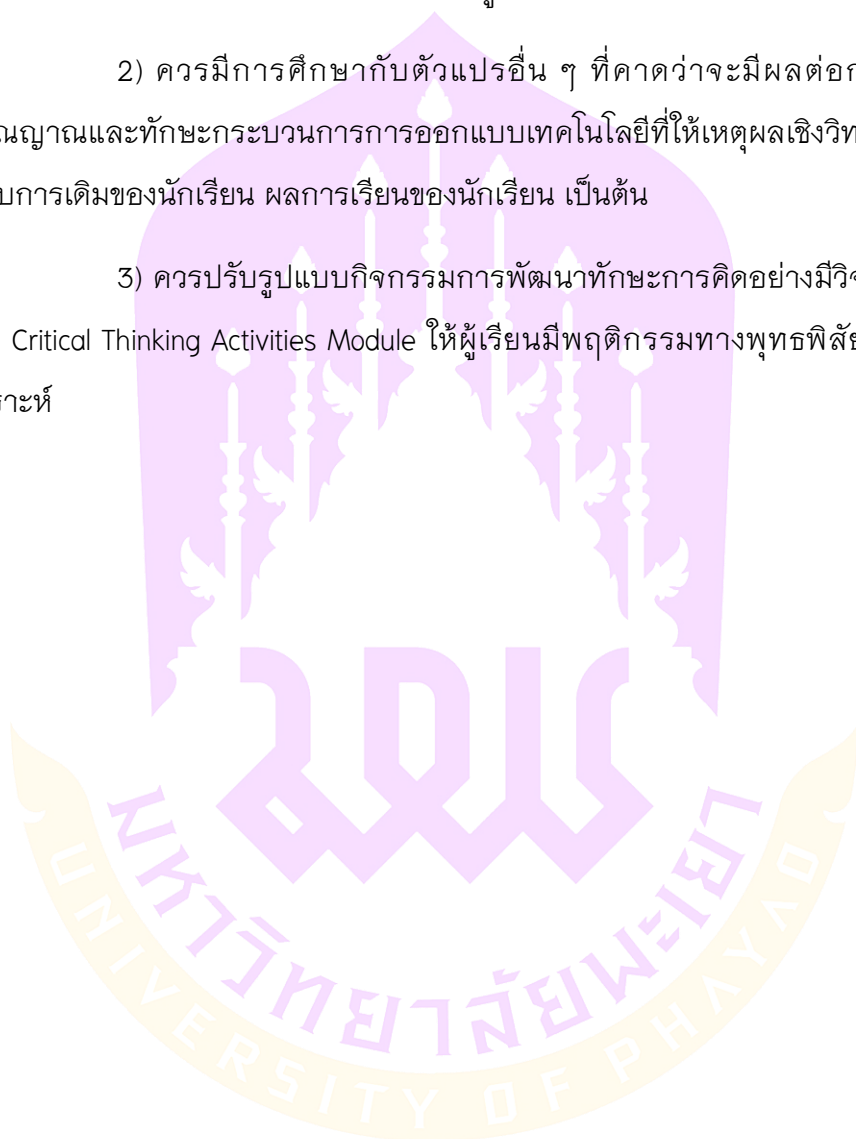 2) ควรมีการศึกษากับตัวแปรอื่น ๆ ที่คาดว่าจะมีผลต่อก
ณญาณและทักษะกระบวนการการออกแบบเทคโนโลยีที่ให้เหตุผลเชิงวิท
บการเดิมของนักเรียน ผลการเรียนของนักเรียน เป็นต้น
3) ควรปรับรูปแบบกิจกรรมการพัฒนาทักษะการคิดอย่างมีวิจ
Critical Thinking Activities Module ให้ผู้เรียนมีพฤติกรรมทางพุทธพิสัย
ราะห์
มหาวิทยาลัยพะเยา
UNIVERSITY OF PHAYAO